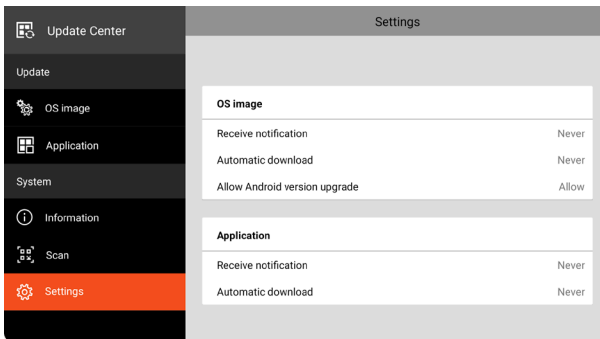 Update Center
Settings
Update
OS image
Application
System
Information
Scan
Settings
OS image
Receive notification Never
Automatic download Never
Allow Android version upgrade Allow
Application
Receive notification Never
Automatic download Never